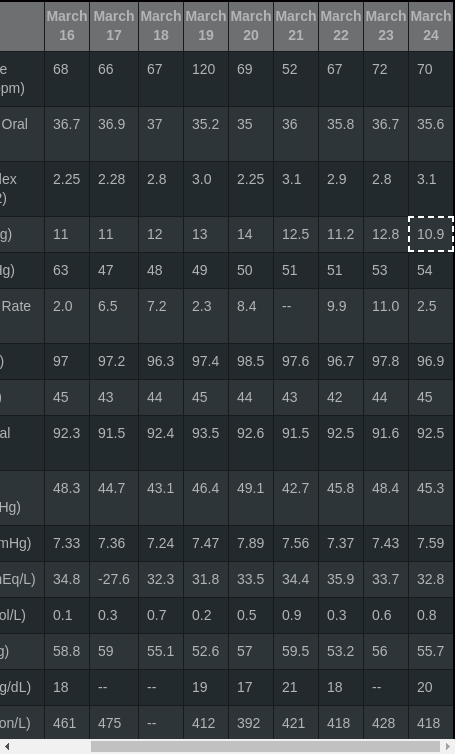 March March March March March March March March March
16 17 18 19 20 21 22 23 24
e 68 66 67 120 69 52 67 72 70
pm)
Oral 36.7 36.9 37 35.2 35 36 35.8 36.7 35.6
lex 2.25 2.28 2.8 3.0 2.25 3.1 2.9 2.8 3.1
2)
g) 11 11 12 13 14 12.5 11.2 12.8 10.9
Hg) 63 47 48 49 50 51 51 53 54
Rate 2.0 6.5 7.2 2.3 8.4 -- 9.9 11.0 2.5
) 97 97.2 96.3 97.4 98.5 97.6 96.7 97.8 96.9
) 45 43 44 45 44 43 42 44 45
al 92.3 91.5 92.4 93.5 92.6 91.5 92.5 91.6 92.5
48.3 44.7 43.1 46.4 49.1 42.7 45.8 48.4 45.3
Hg)
mHg) 7.33 7.36 7.24 7.47 7.89 7.56 7.37 7.43 7.59
nEq/L) 34.8 -27.6 32.3 31.8 33.5 34.4 35.9 33.7 32.8
ol/L) 0.1 0.3 0.7 0.2 0.5 0.9 0.3 0.6 0.8
g) 58.8 59 55.1 52.6 57 59.5 53.2 56 55.7
g/dL) 18 -- -- 19 17 21 18 -- 20
on/L) 461 475 -- 412 392 421 418 428 418